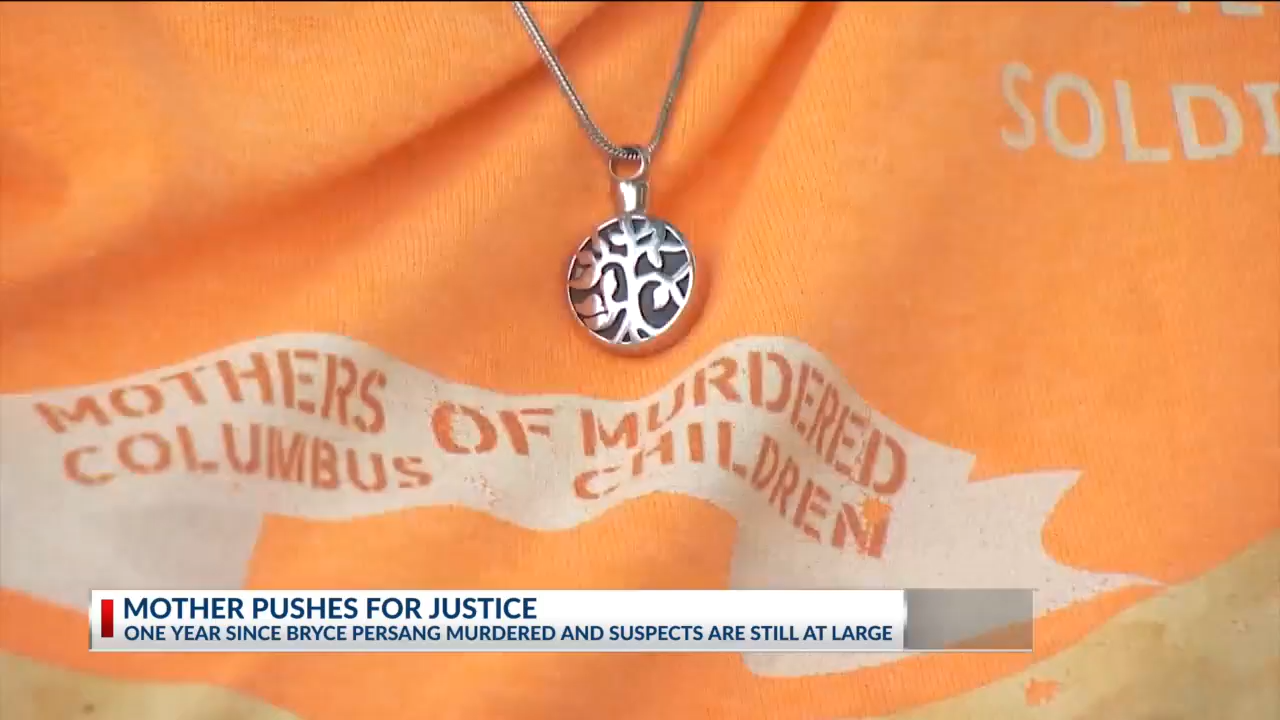 SOLDI
MOTHERS OF MURDERED
COLUMBUS CHILDREN
MOTHER PUSHES FOR JUSTICE
ONE YEAR SINCE BRYCE PERSANG MURDERED AND SUSPECTS ARE STILL AT LARGE